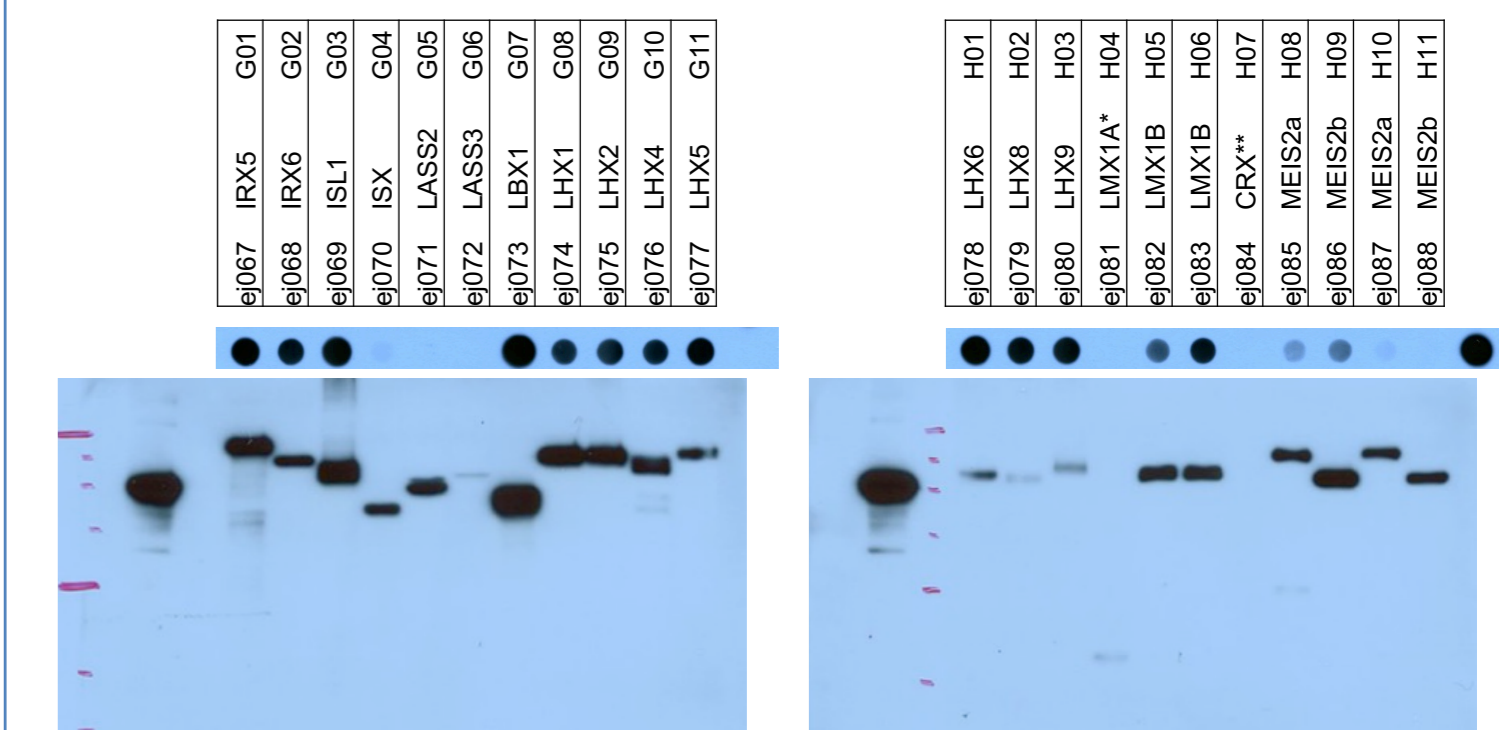 ej067 IRX5 G01
ej068 IRX6 G02
ej069 ISL1 G03
ej070 ISX G04
ej071 LASS2 G05
ej072 LASS3 G06
ej073 LBX1 G07
ej074 LHX1 G08
ej075 LHX2 G09
ej076 LHX4 G10
ej077 LHX5 G11
ej078 LHX6 H01
ej079 LHX8 H02
ej080 LHX9 H03
ej081 LMX1A* H04
ej082 LMX1B H05
ej083 LMX1B H06
ej084 CRX** H07
ej085 MEIS2a H08
ej086 MEIS2b H09
ej087 MEIS2a H10
ej088 MEIS2b H11